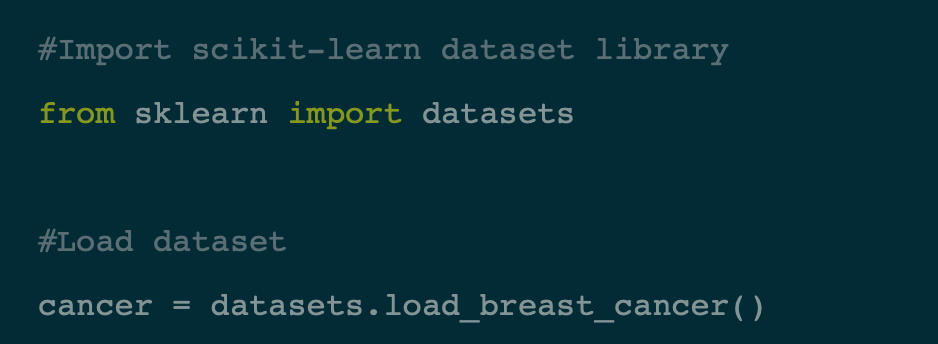 #Import scikit-learn dataset library
from sklearn import datasets
#Load dataset
cancer = datasets.load_breast_cancer()